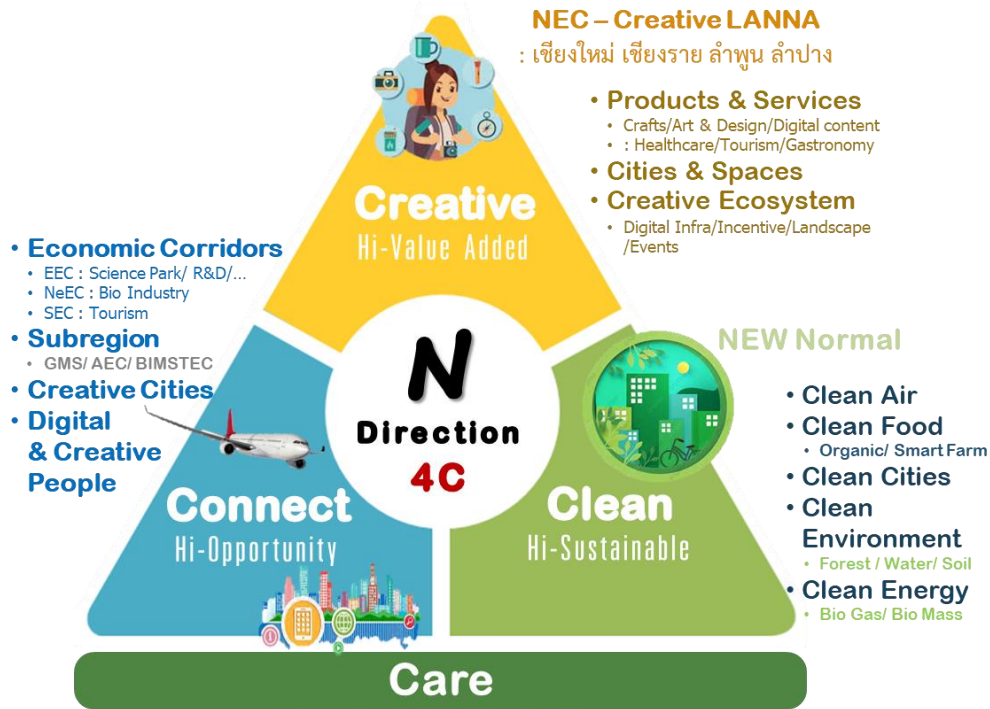 NEC – Creative LANNA
: เชียงใหม่ เชียงราย ลำพูน ลำปาง
• Products & Services
• Crafts/Art & Design/Digital content
• : Healthcare/Tourism/Gastronomy
• Cities & Spaces
• Creative Ecosystem
• Digital Infra/Incentive/Landscape
/Events
Creative
Hi-Value Added
• Economic Corridors
• EEC : Science Park/ R&D/...
• NeEC : Bio Industry
• SEC : Tourism
• Subregion
• GMS/ AEC/ BIMSTEC
• Creative Cities
• Digital
& Creative
People
N
Direction
4C
Connect
Hi-Opportunity
NEW Normal
• Clean Air
• Clean Food
• Organic/ Smart Farm
• Clean Cities
• Clean
Environment
• Forest / Water/ Soil
• Clean Energy
• Bio Gas/ Bio Mass
Clean
Hi-Sustainable
Care